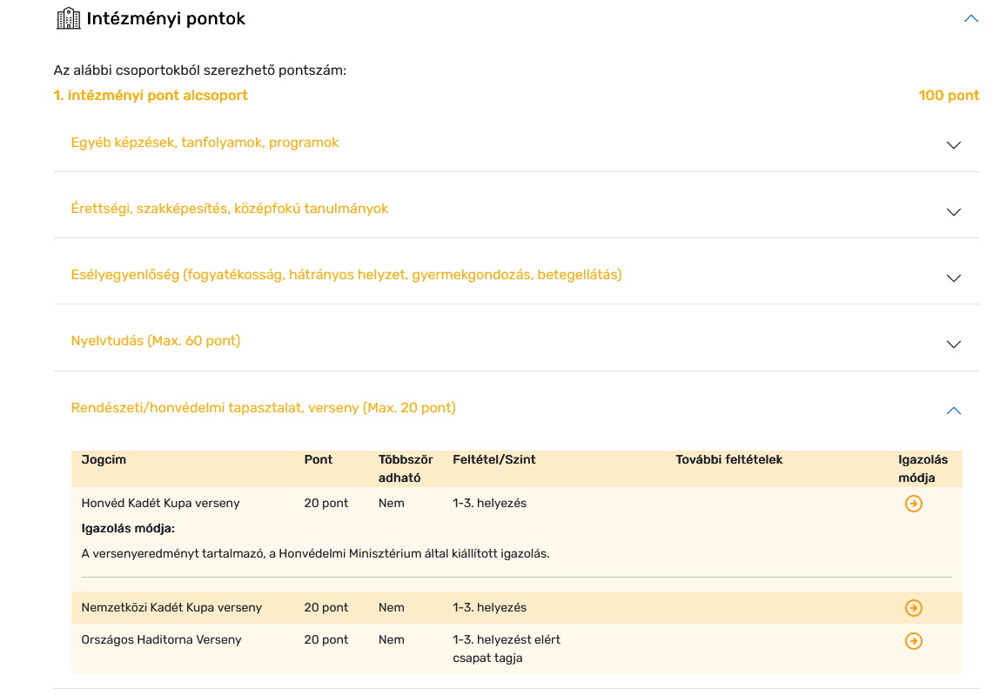 Intézményi pontok
Az alábbi csoportokból szerezhető pontszám:
1. intézményi pont alcsoport 100 pont
Egyéb képzések, tanfolyamok, programok
Érettségi, szakképesítés, középfokú tanulmányok
Esélyegyenlőség (fogyatékosság, hátrányos helyzet, gyermekgondozás, betegellátás)
Nyelvtudás (Max. 60 pont)
Rendészeti/honvédelmi tapasztalat, verseny (Max. 20 pont)
Jogcim Pont Többször Feltétel/Szint További feltételek Igazolás
adható módja
Honvéd Kadét Kupa verseny 20 pont Nem 1-3. helyezés
Igazolás módja:
A versenyeredményt tartalmazó, a Honvédelmi Minisztérium által kiállított igazolás.
Nemzetközi Kadét Kupa verseny 20 pont Nem 1-3. helyezés
Országos Haditorna Verseny 20 pont Nem 1-3. helyezést elért
csapat tagja